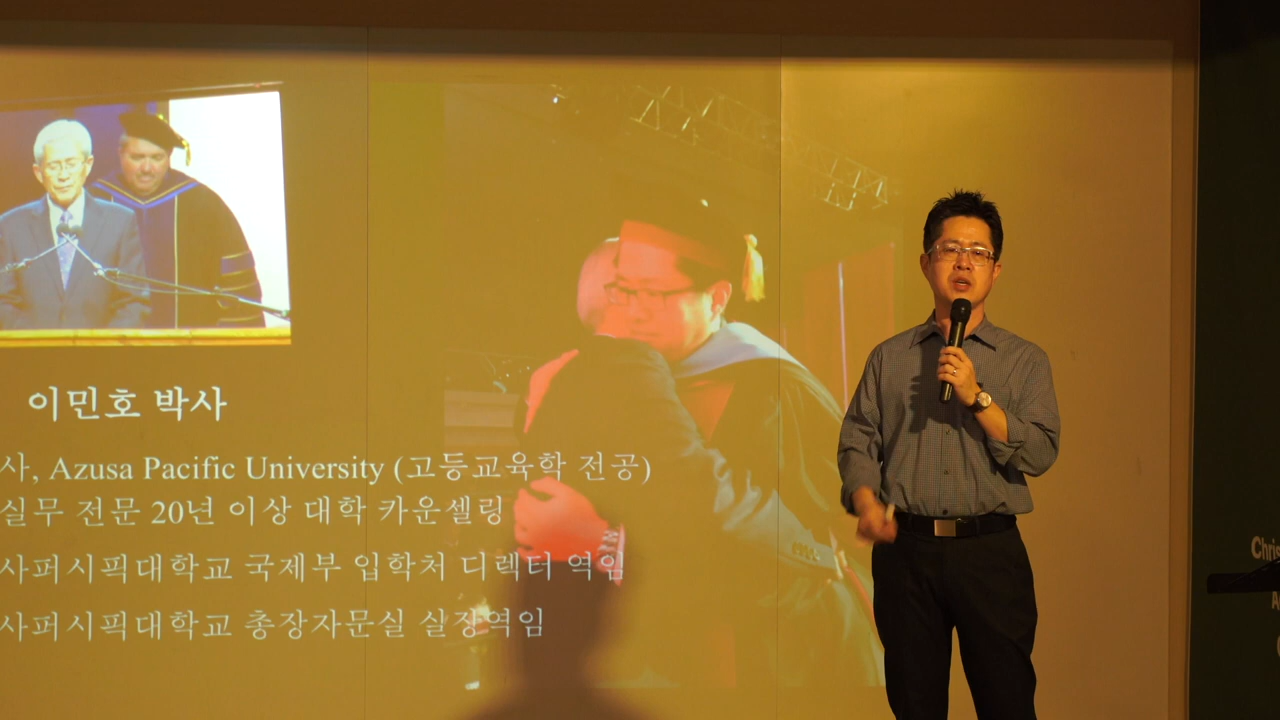 이민호 박사
사, Azusa Pacific University (고등교육학 전공)
실무 전문 20년 이상 대학 카운셀링
사퍼시픽대학교 국제부 입학처 디렉터 역임
사퍼시픽대학교 총장자문실 실장역임
Chris